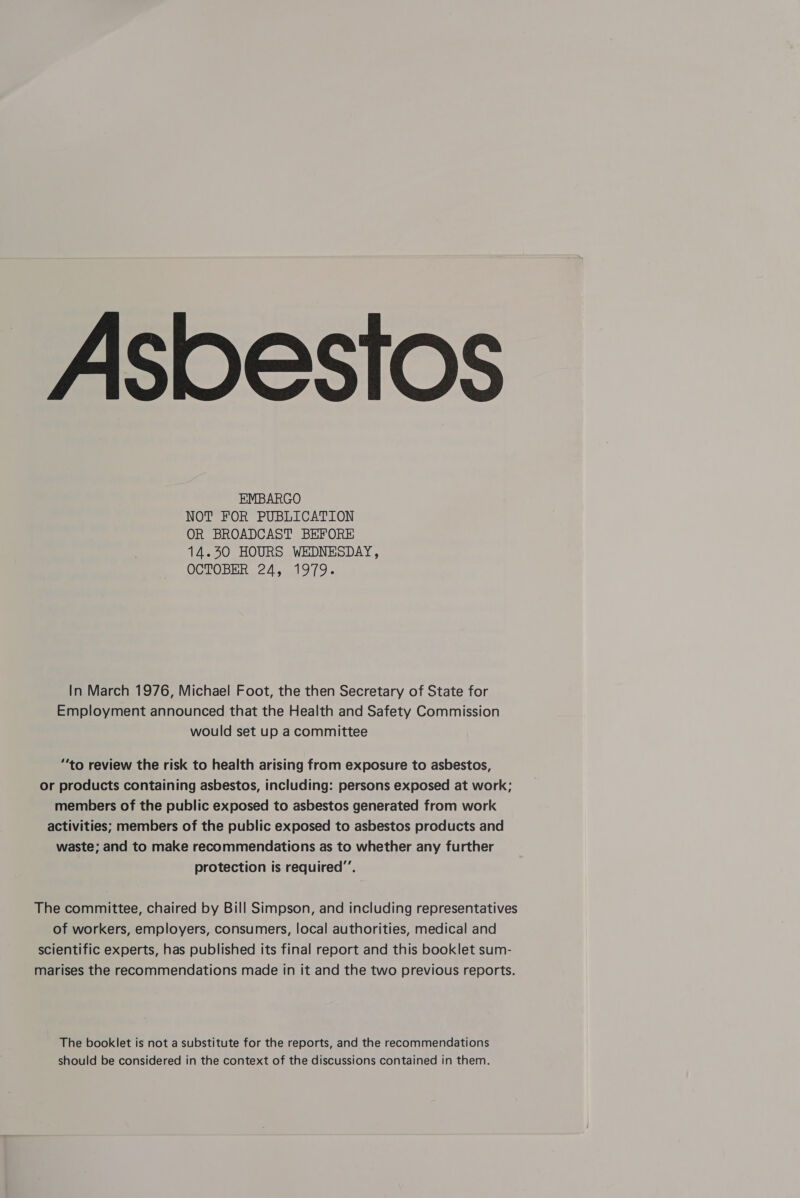 Asbestos
EMBARGO
NOT FOR PUBLICATION
OR BROADCAST BEFORE
14.30 HOURS WEDNESDAY,
OCTOBER 24, 1979.
In March 1976, Michael Foot, the then Secretary of State for
Employment announced that the Health and Safety Commission
would set up a committee
“to review the risk to health arising from exposure to asbestos,
or products containing asbestos, including: persons exposed at work;
members of the public exposed to asbestos generated from work
activities; members of the public exposed to asbestos products and
waste; and to make recommendations as to whether any further
protection is required”.
The committee, chaired by Bill Simpson, and including representatives
of workers, employers, consumers, local authorities, medical and
scientific experts, has published its final report and this booklet sum-
marises the recommendations made in it and the two previous reports.
The booklet is not a substitute for the reports, and the recommendations
should be considered in the context of the discussions contained in them.